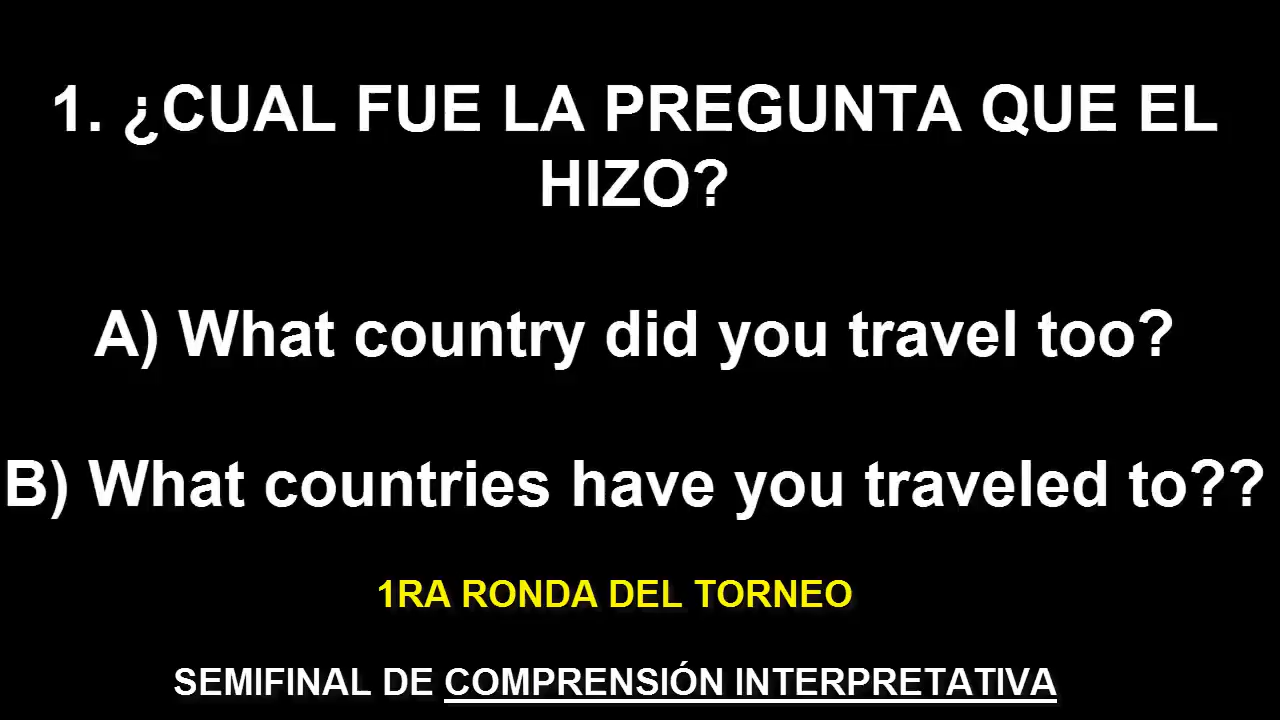 1. ¿CUAL FUE LA PREGUNTA QUE EL
HIZO?
A) What country did you travel too?
B) What countries have you traveled to??
1RA RONDA DEL TORNEO
SEMIFINAL DE COMPRENSIÓN INTERPRETATIVA